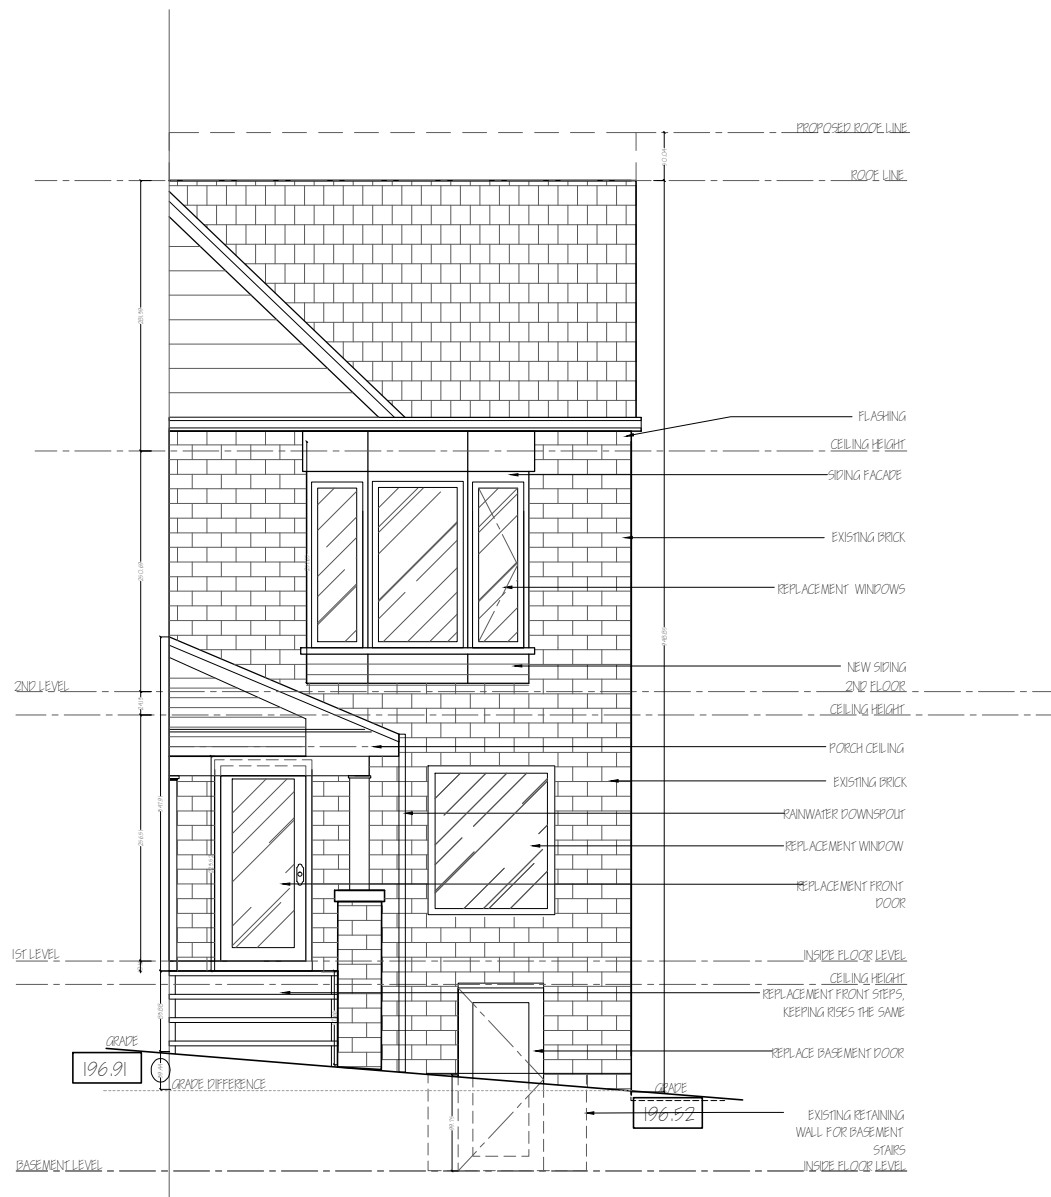 PROPOSED ROOF LINE
ROOF LINE
FLASHING
CEILING HEIGHT
SIDING FACADE
EXISTING BRICK
REPLACEMENT WINDOWS
NEW SIDING
2ND LEVEL
2ND FLOOR
CEILING HEIGHT
PORCH CEILING
EXISTING BRICK
RAINWATER DOWNSPOUT
REPLACEMENT WINDOW
REPLACEMENT FRONT
DOOR
1ST LEVEL
INSIDE FLOOR LEVEL
CEILING HEIGHT
REPLACEMENT FRONT STEPS,
KEEPING RISES THE SAME
GRADE
196.91
REPLACE BASEMENT DOOR
GRADE DIFFERENCE
GRADE
196.52
EXISTING RETAINING
WALL FOR BASEMENT
STAIRS
BASEMENT LEVEL
INSIDE FLOOR LEVEL